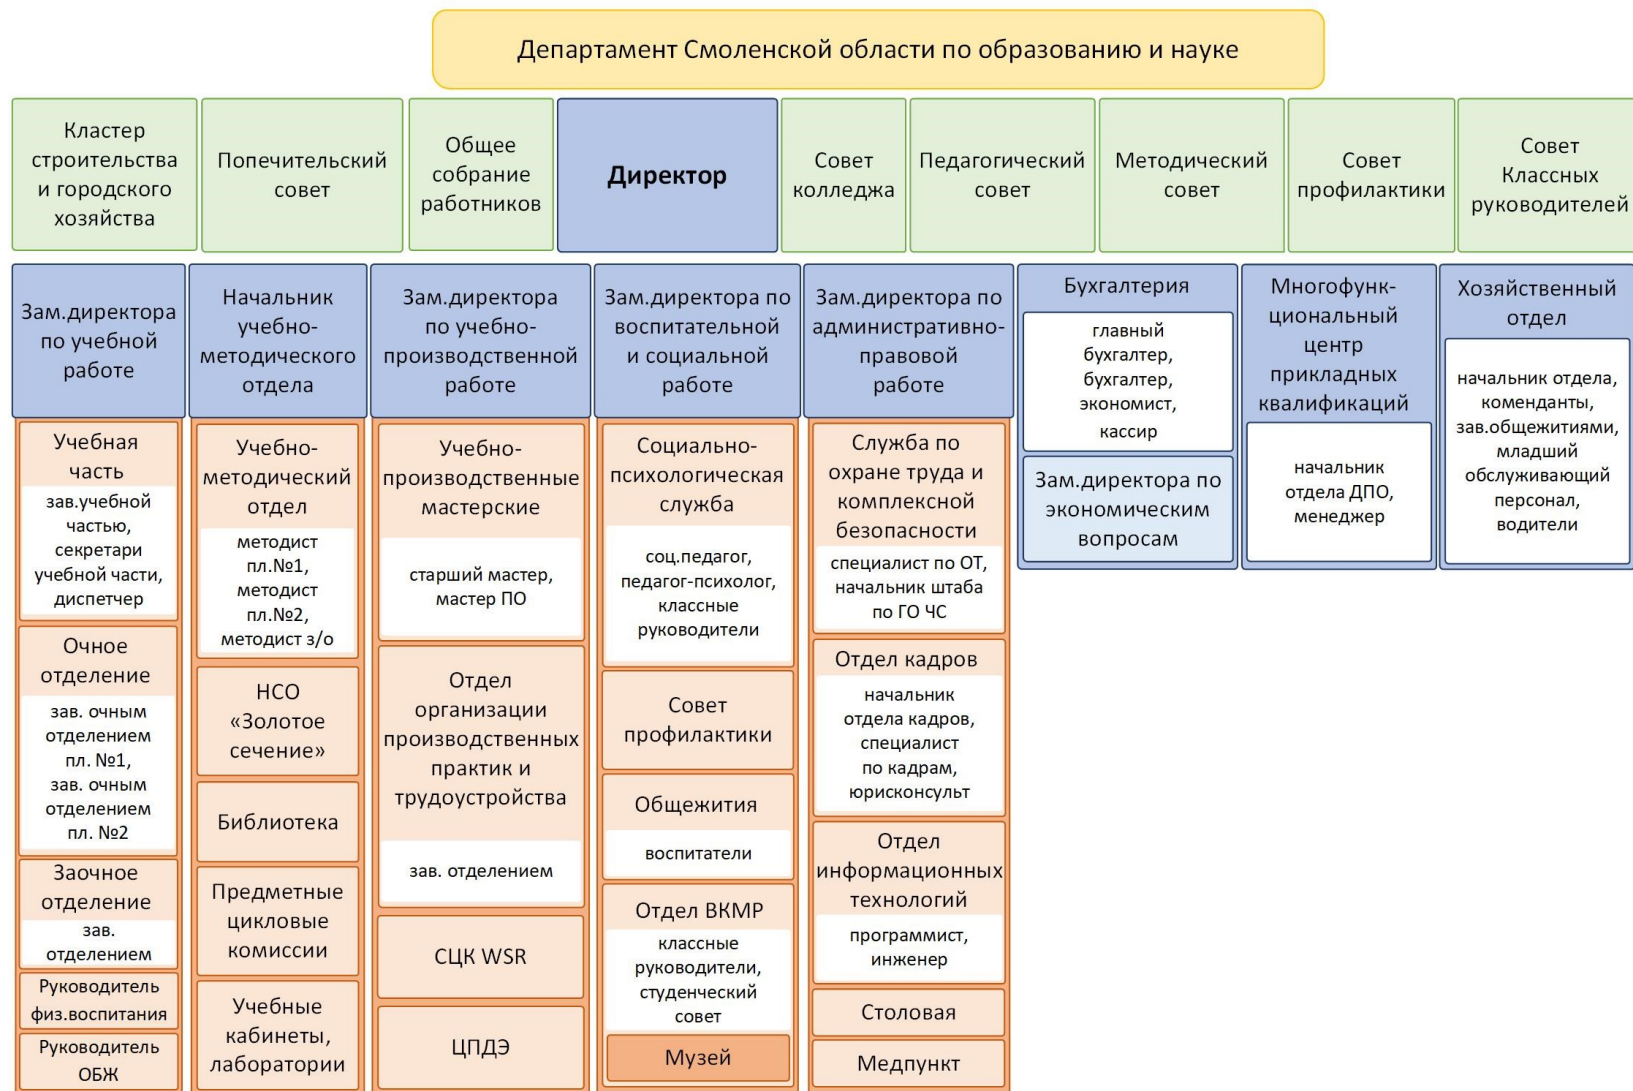 Департамент Смоленской области по образованию и науке
Кластер
строительства
и городского
хозяйства
Попечительский
совет
Общее
собрание
работников
Директор
Совет
колледжа
Педагогический
совет
Методический
совет
Совет
профилактики
Совет
Классных
руководителей
Зам.директора
по учебной
работе
Учебная
часть
зав.учебной
частью,
секретари
учебной части,
диспетчер
Очное
отделение
зав. очным
отделением
пл. №1,
зав. очным
отделением
пл. №2
Заочное
отделение
зав.
отделением
Руководитель
физ.воспитания
Руководитель
ОБЖ
Начальник
учебно-
методического
отдела
Учебно-
методический
отдел
методист
пл.№1,
методист
пл.№2,
методист з/о
НСО
«Золотое
сечение»
Библиотека
Предметные
цикловые
комиссии
Учебные
кабинеты,
лаборатории
Зам.директора
по учебно-
производственной
работе
Учебно-
производственные
мастерские
старший мастер,
мастер ПО
Отдел
организации
производственных
практик и
трудоустройства
зав. отделением
СЦК WSR
ЦПДЭ
Зам.директора по
воспитательной
и социальной
работе
Социально-
психологическая
служба
соц.педагог,
педагог-психолог,
классные
руководители
Совет
профилактики
Общежития
воспитатели
Отдел ВКМР
классные
руководители,
студенческий
совет
Музей
Зам.директора по
административно-
правовой
работе
Служба по
охране труда и
комплексной
безопасности
специалист по ОТ,
начальник штаба
по ГО ЧС
Отдел кадров
начальник
отдела кадров,
специалист
по кадрам,
юрисконсульт
Отдел
информационных
технологий
программист,
инженер
Столовая
Медпункт
Бухгалтерия
главный
бухгалтер,
бухгалтер,
экономист,
кассир
Зам.директора по
экономическим
вопросам
Многофунк-
циональный
центр
прикладных
квалификаций
начальник
отдела ДПО,
менеджер
Хозяйственный
отдел
начальник отдела,
коменданты,
зав.общежитиями,
младший
обслуживающий
персонал,
водители